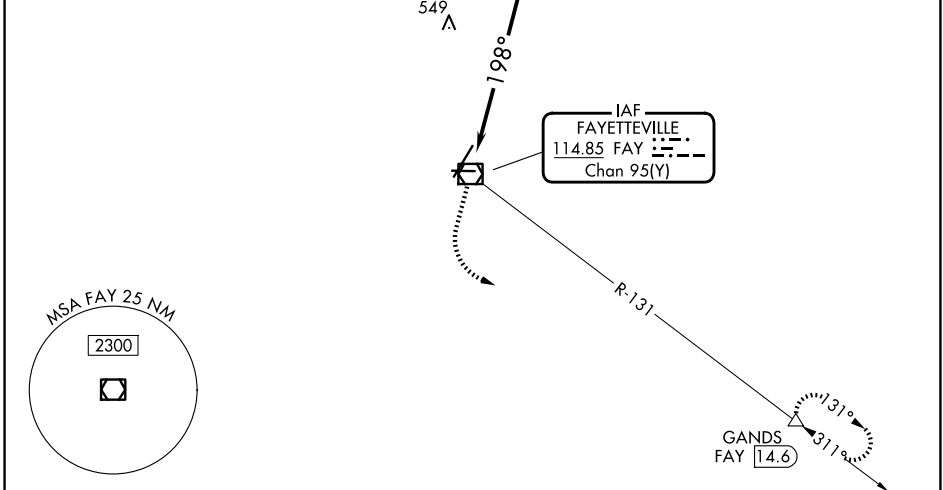 549
198°
IAF
FAYETTEVILLE
114.85 FAY
Chan 95(Y)
R-131
MSA FAY 25 NM
2300
131°
311°
GANDS
FAY 14.6